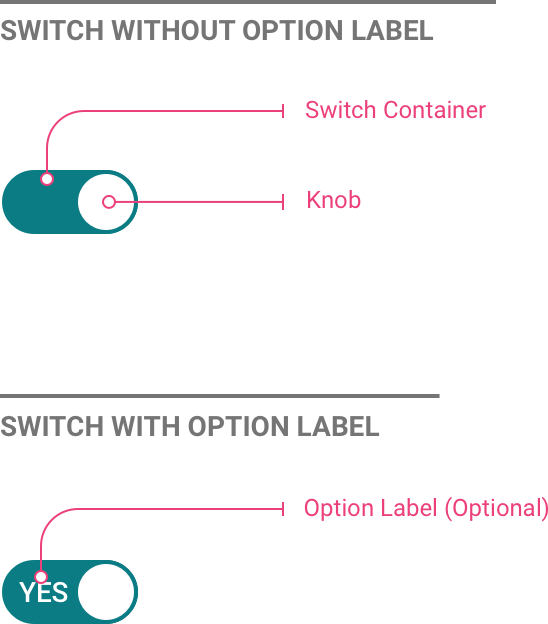 SWITCH WITHOUT OPTION LABEL
Switch Container
Knob
SWITCH WITH OPTION LABEL
Option Label (Optional)
YES